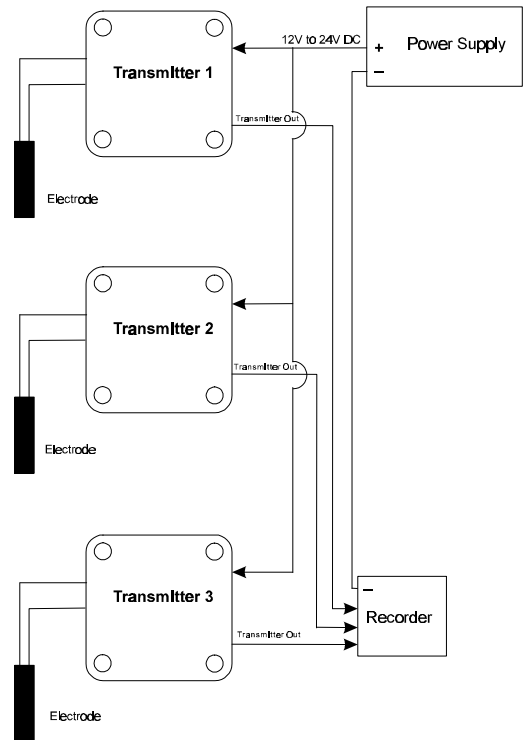 12V to 24V DC
+
Power Supply
−
Transmitter 1
Transmitter Out
Electrode
Transmitter 2
Transmitter Out
Electrode
Transmitter 3
Transmitter Out
−
Recorder
Electrode